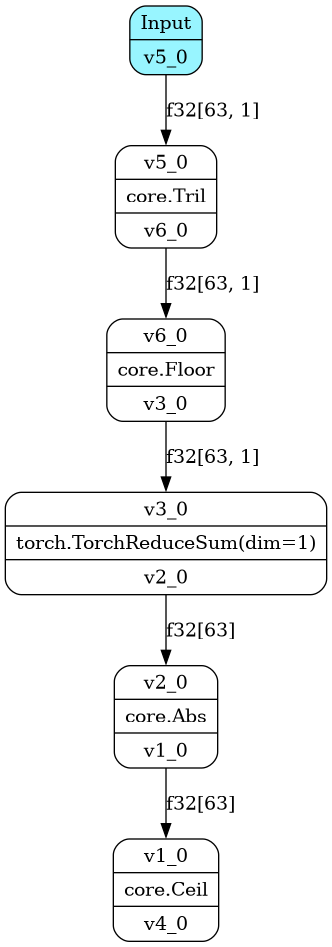 Input
v5_0
f32[63, 1]
v5_0
core.Tril
v6_0
f32[63, 1]
v6_0
core.Floor
v3_0
f32[63, 1]
v3_0
torch.TorchReduceSum(dim=1)
v2_0
f32[63]
v2_0
core.Abs
v1_0
f32[63]
v1_0
core.Ceil
v4_0